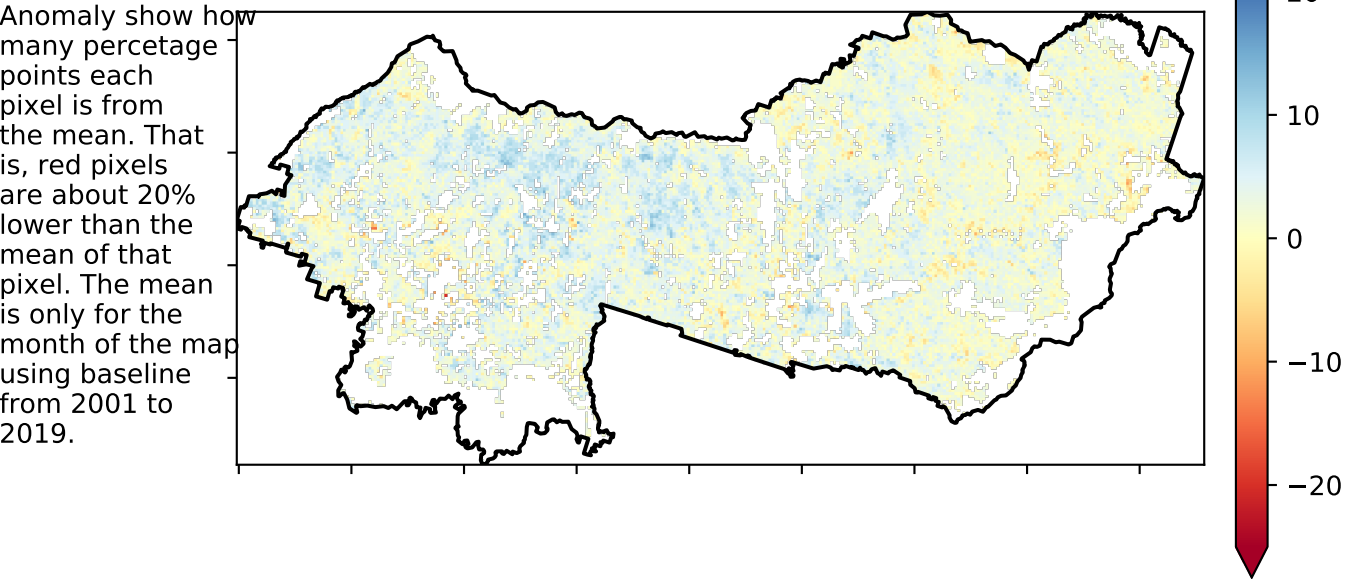 Anomaly show how
many percetage
points each
pixel is from
the mean. That
is, red pixels
are about 20%
lower than the
mean of that
pixel. The mean
is only for the
month of the map
using baseline
from 2001 to
2019.
10
0
−10
−20